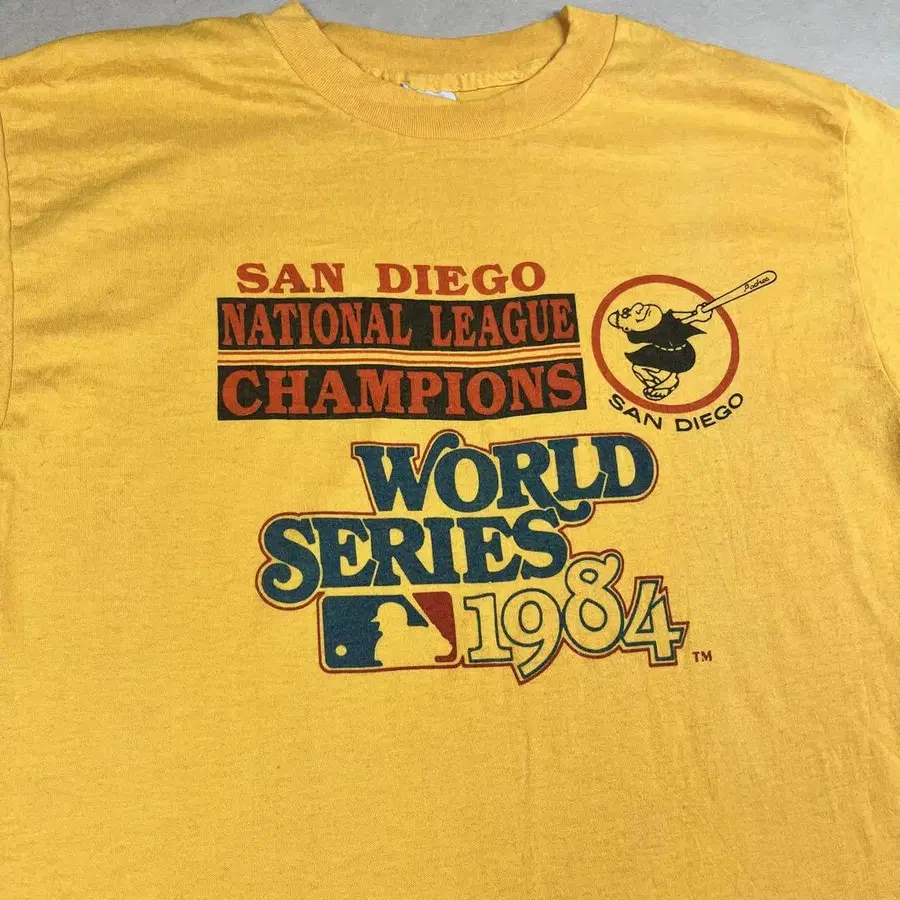 SAN DIEGO
NATIONAL LEAGUE
CHAMPIONS
Padres
SAN DIEGO
WORLD
SERIES
1984 TM